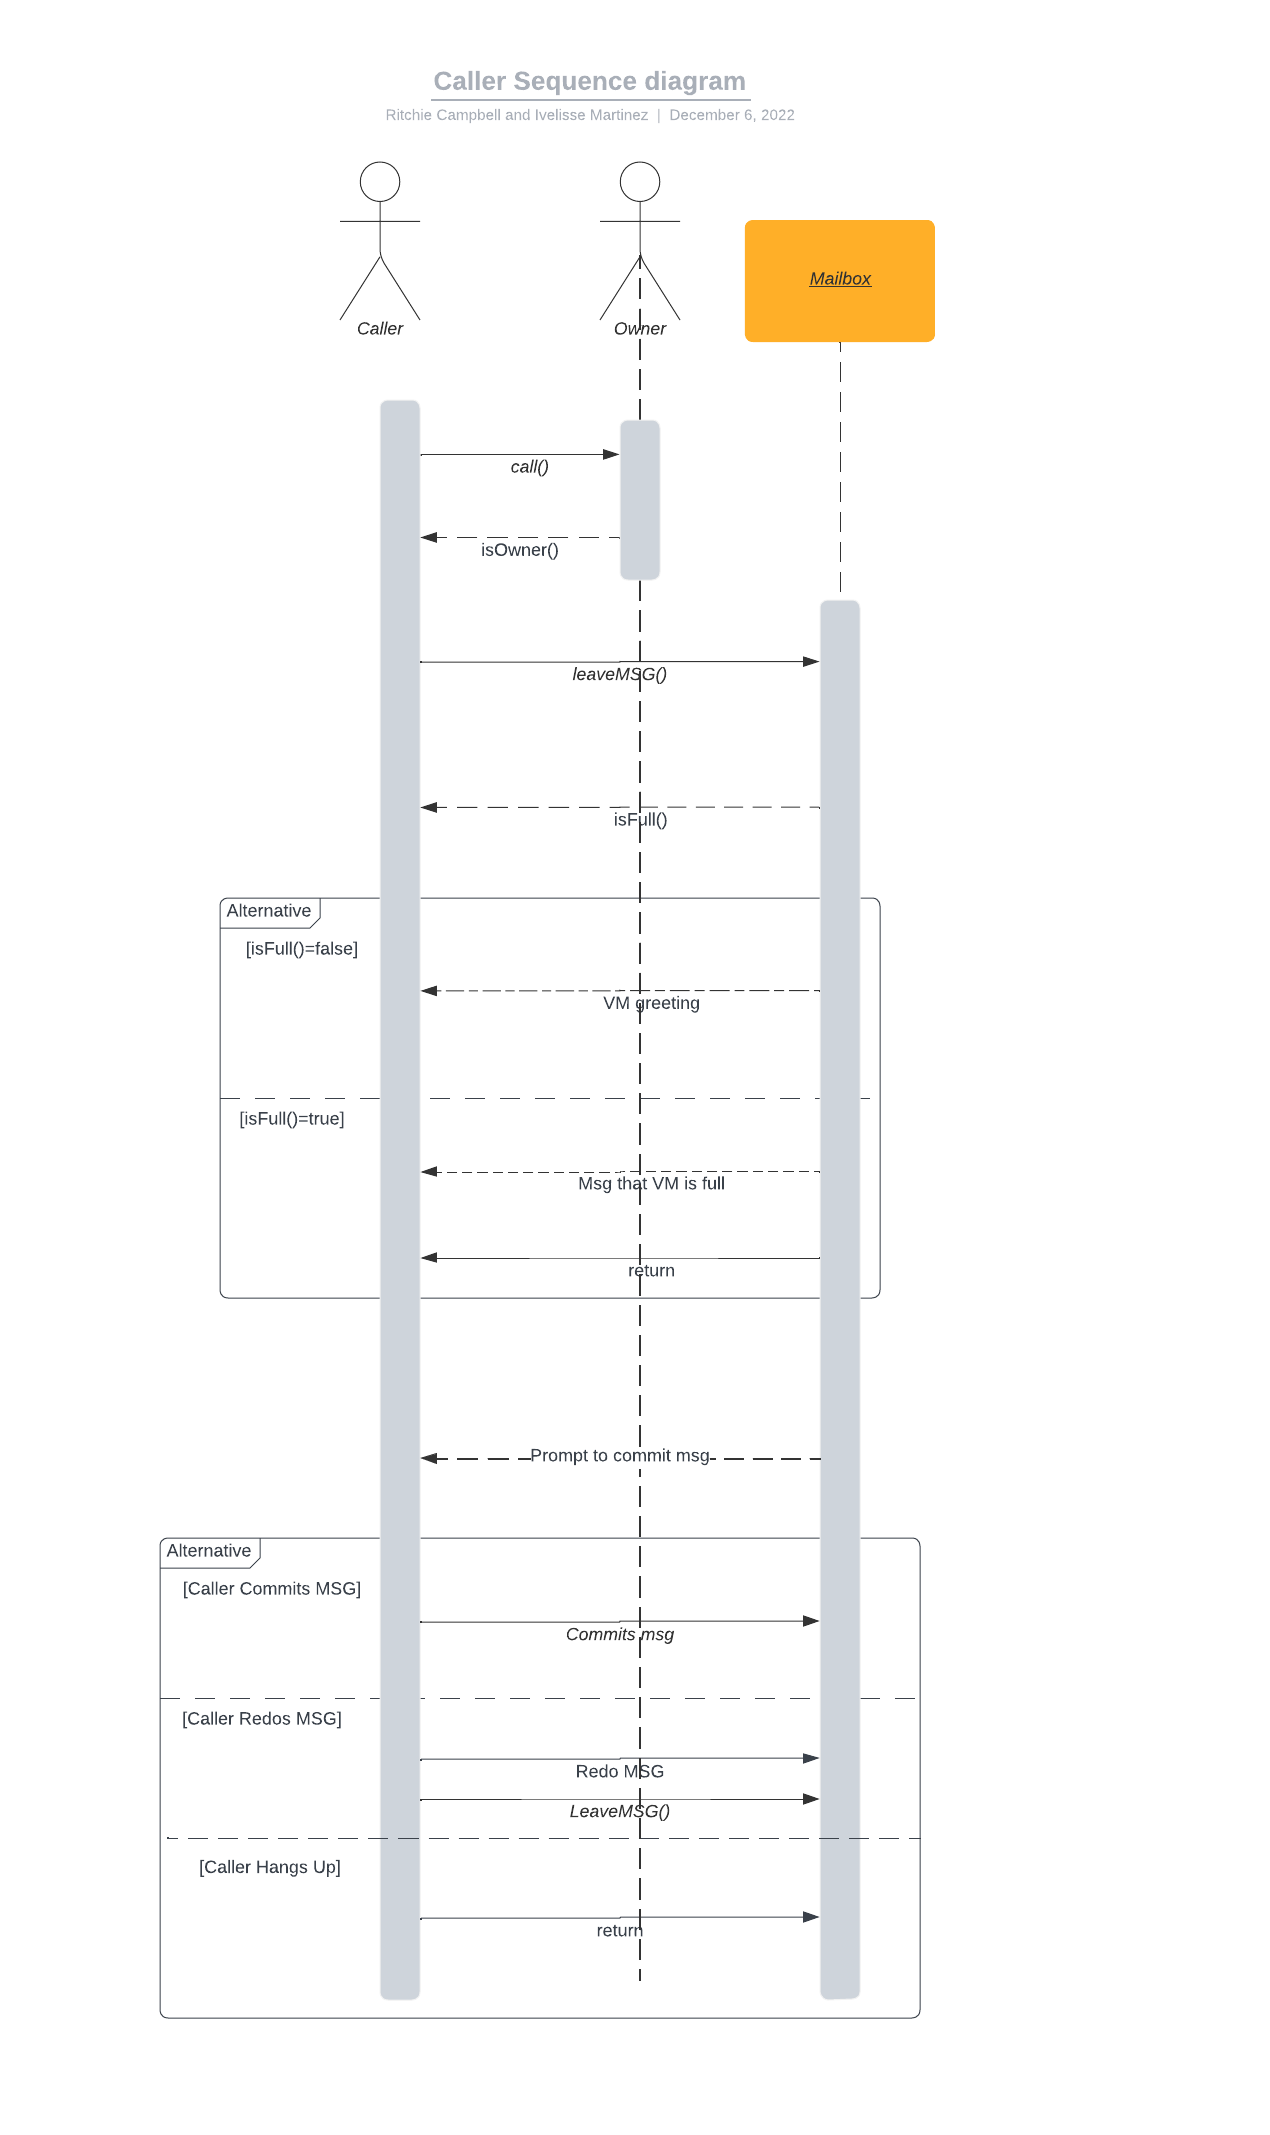 Caller Sequence diagram
Ritchie Campbell and Ivelisse Martinez | December 6, 2022
Mailbox
Caller
Owner
call()
isOwner()
leaveMSG()
isFull()
Alternative
[isFull()=false]
VM greeting
[isFull()=true]
Msg that VM is full
return
Prompt to commit msg
Alternative
[Caller Commits MSG]
Commits msg
[Caller Redos MSG]
Redo MSG
LeaveMSG()
[Caller Hangs Up]
return